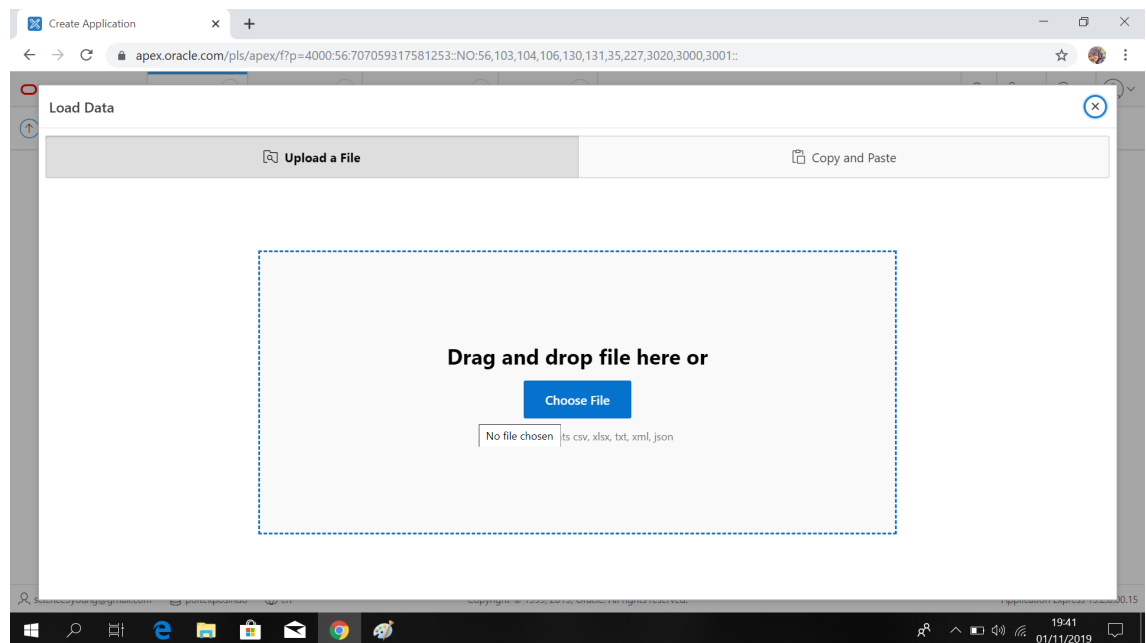 Create Application
apex.oracle.com/pls/apex/f?p=4000:56:707059317581253::NO:56,103,104,106,130,131,35,227,3020,3000,3001::
Load Data
Upload a File
Copy and Paste
Drag and drop file here or
Choose File
No file chosen ts csv, xlsx, txt, xml, json
19:41
01/11/2019